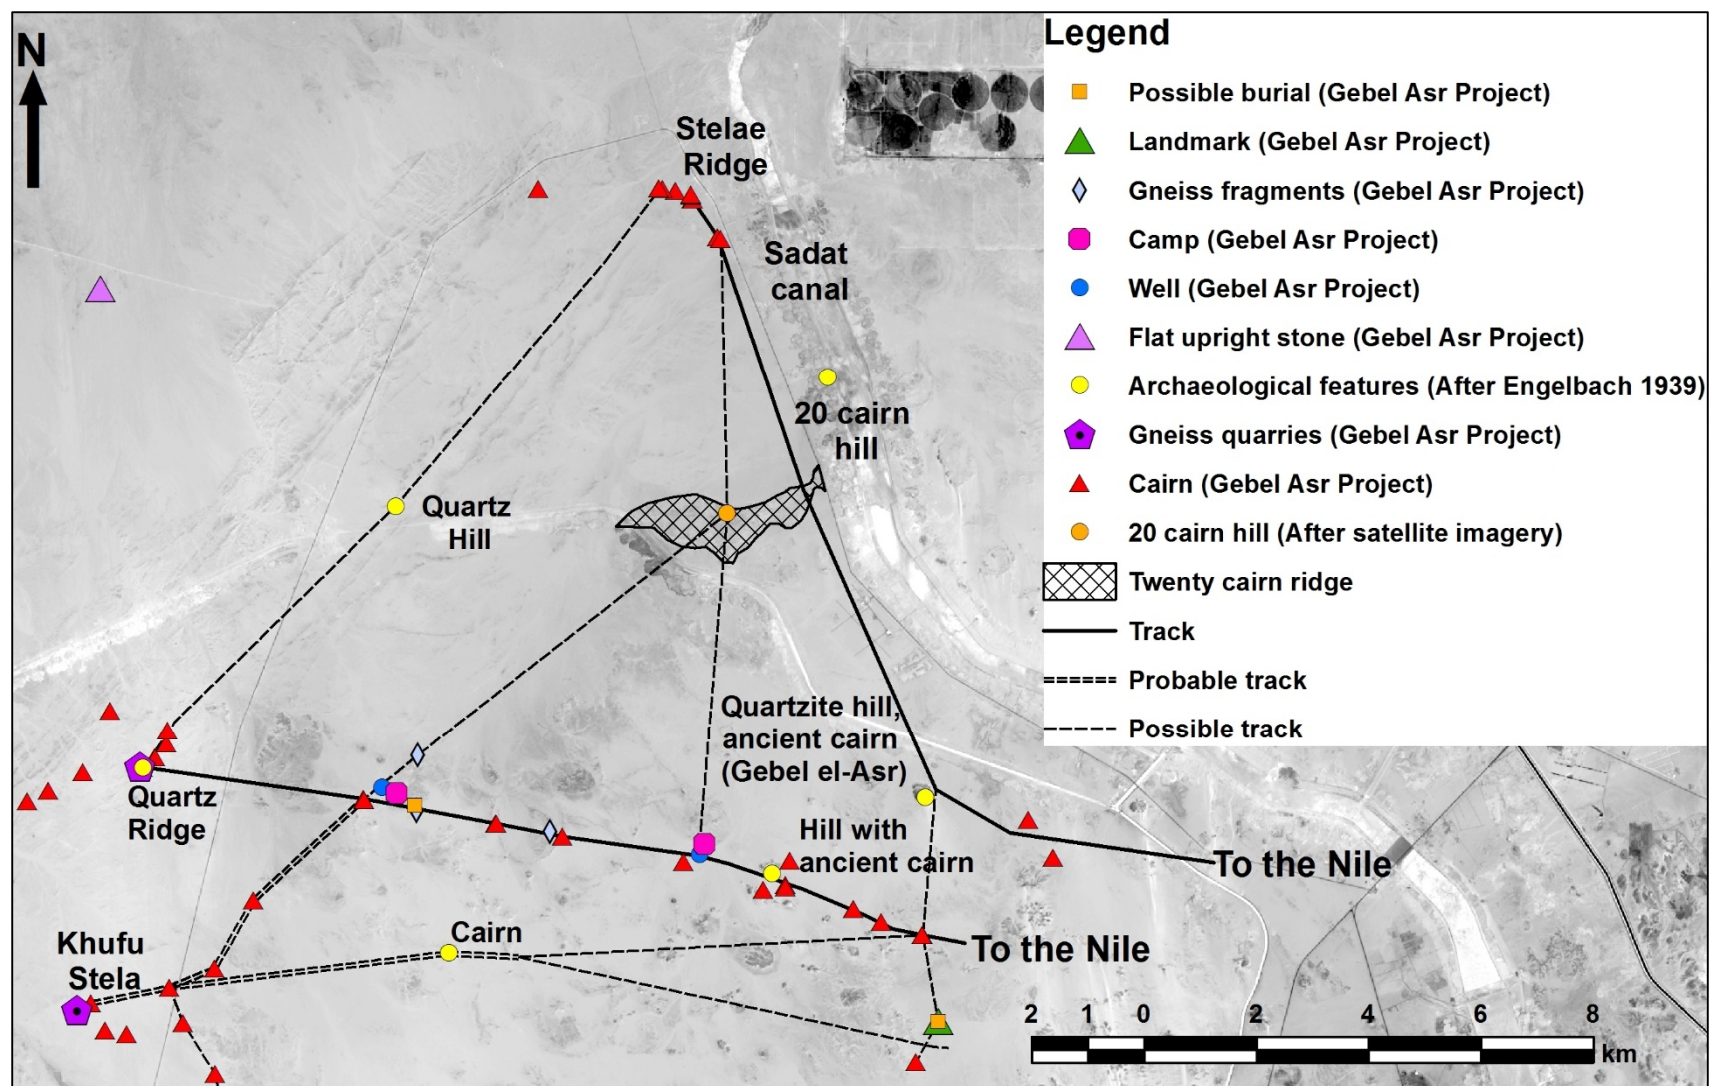 N
Stelae
Ridge
Sadat
canal
20 cairn
hill
Quartz
Hill
Quartzite hill,
ancient cairn
(Gebel el-Asr)
Quartz
Ridge
Hill with
ancient cairn
To the Nile
Cairn
To the Nile
Khufu
Stela
Legend
Possible burial (Gebel Asr Project)
Landmark (Gebel Asr Project)
Gneiss fragments (Gebel Asr Project)
Camp (Gebel Asr Project)
Well (Gebel Asr Project)
Flat upright stone (Gebel Asr Project)
Archaeological features (After Engelbach 1939)
Gneiss quarries (Gebel Asr Project)
Cairn (Gebel Asr Project)
20 cairn hill (After satellite imagery)
Twenty cairn ridge
Track
Probable track
Possible track
2 1 0 2 4 6 8
km